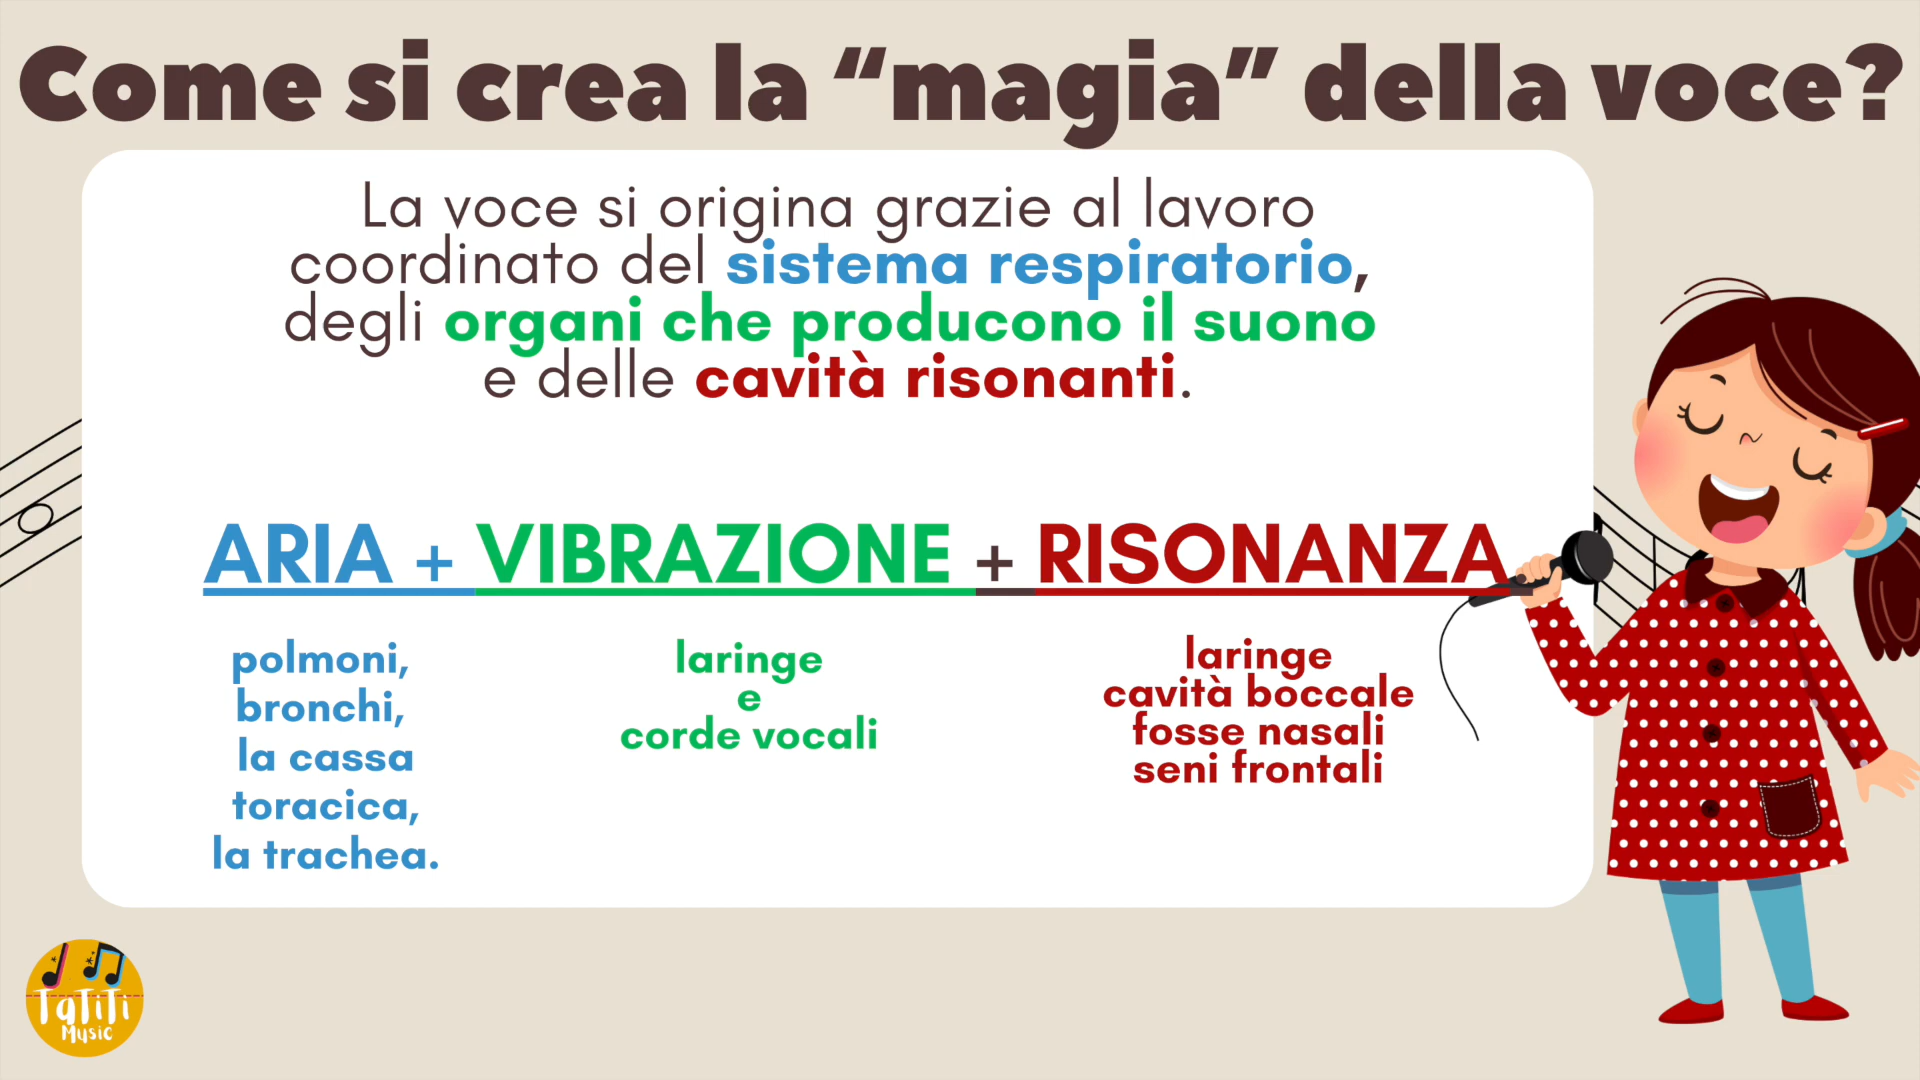 Come si crea la “magia” della voce?
La voce si origina grazie al lavoro
coordinato del sistema respiratorio,
degli organi che producono il suono
e delle cavità risonanti.
ARIA + VIBRAZIONE + RISONANZA
polmoni,
bronchi,
la cassa
toracica,
la trachea.
laringe
e
corde vocali
laringe
cavità boccale
fosse nasali
seni frontali
TaTiTi
Music